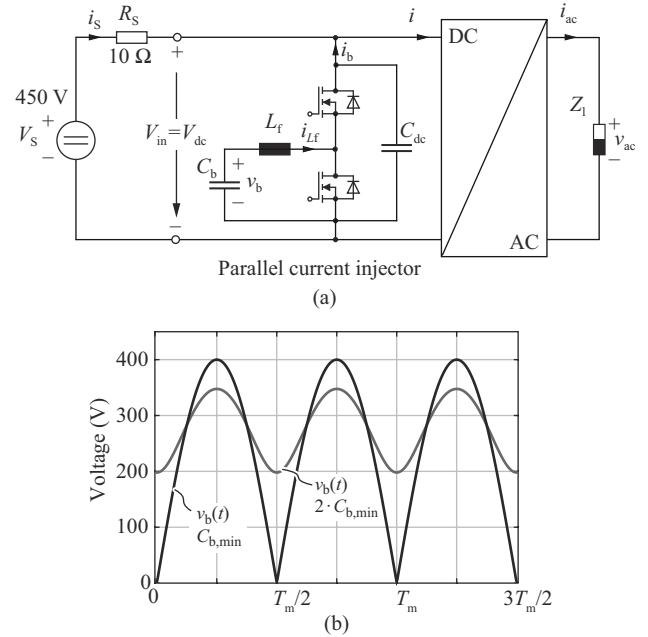 i_S
R_S
10 Ω
i
i_ac
DC
i_b
450 V
V_S
+
−
+
V_in=V_dc
−
L_f
i_Lf
C_b
+
v_b
−
C_dc
Z_l
+
v_ac
−
AC
Parallel current injector
(a)
Voltage (V)
400
300
200
100
0
v_b(t)
C_b,min
v_b(t)
2·C_b,min
0
T_m/2
T_m
3T_m/2
(b)